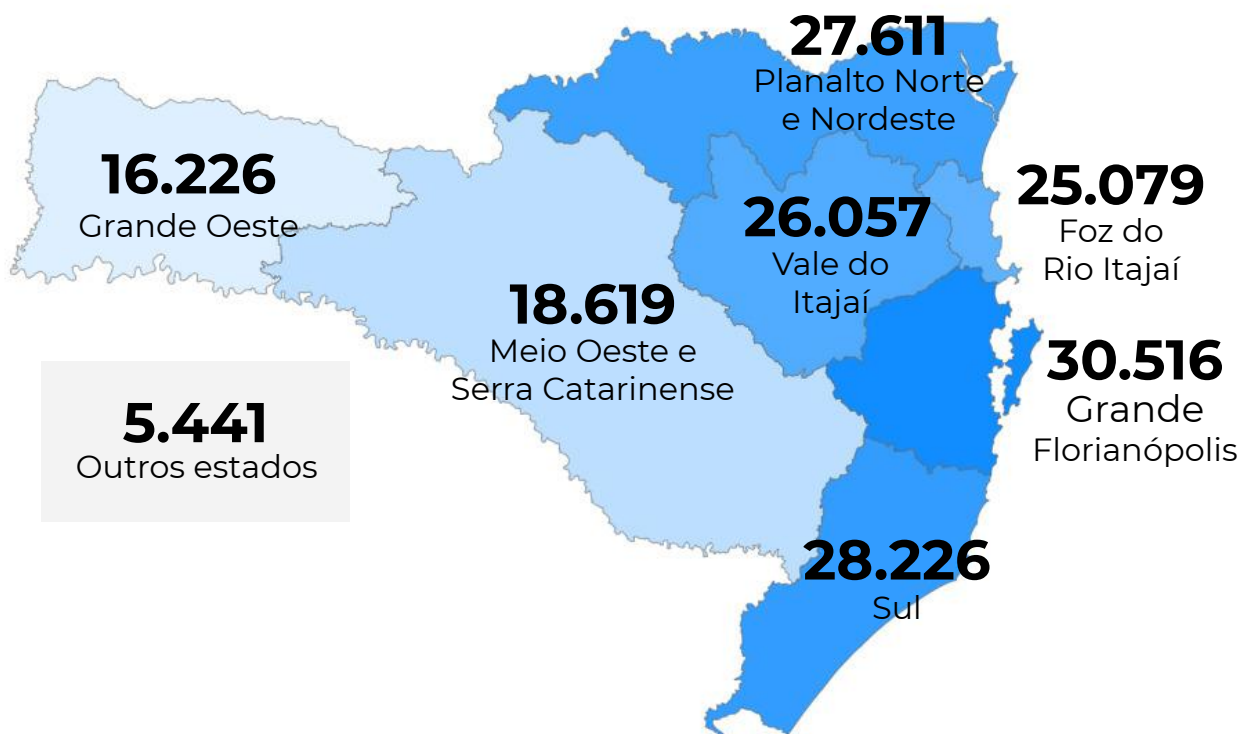 27.611
Planalto Norte
e Nordeste
16.226
Grande Oeste
26.057
Vale do
Itajaí
25.079
Foz do
Rio Itajaí
18.619
Meio Oeste e
Serra Catarinense
30.516
Grande
Florianópolis
5.441
Outros estados
28.226
Sul